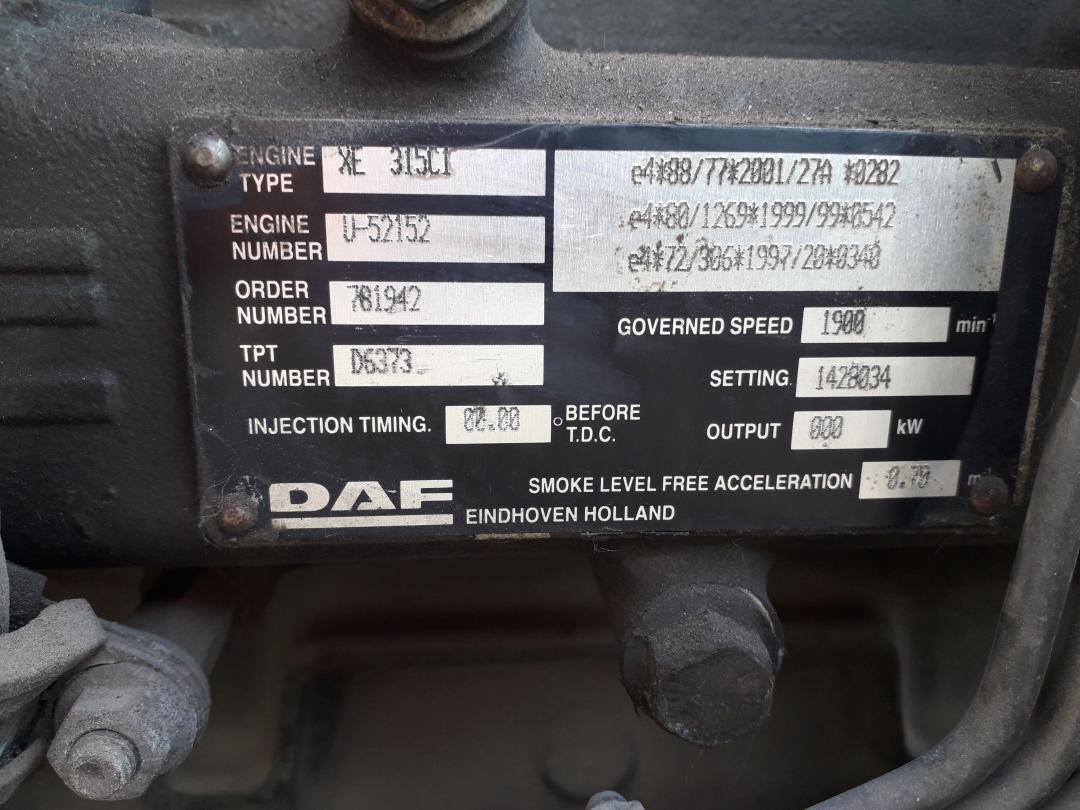 ENGINE TYPE XE 315C1
ENGINE NUMBER U-52152
ORDER NUMBER 781942
TPT NUMBER D6373
INJECTION TIMING. 00.00 ° BEFORE T.D.C.
e4*88/77*2001/27A *0282
e4*80/1269*1999/99*0542
e4*72/306*1997/20*0340
GOVERNED SPEED 1900 min-1
SETTING. 1428034
OUTPUT 000 kW
SMOKE LEVEL FREE ACCELERATION 0.70
DAF
EINDHOVEN HOLLAND